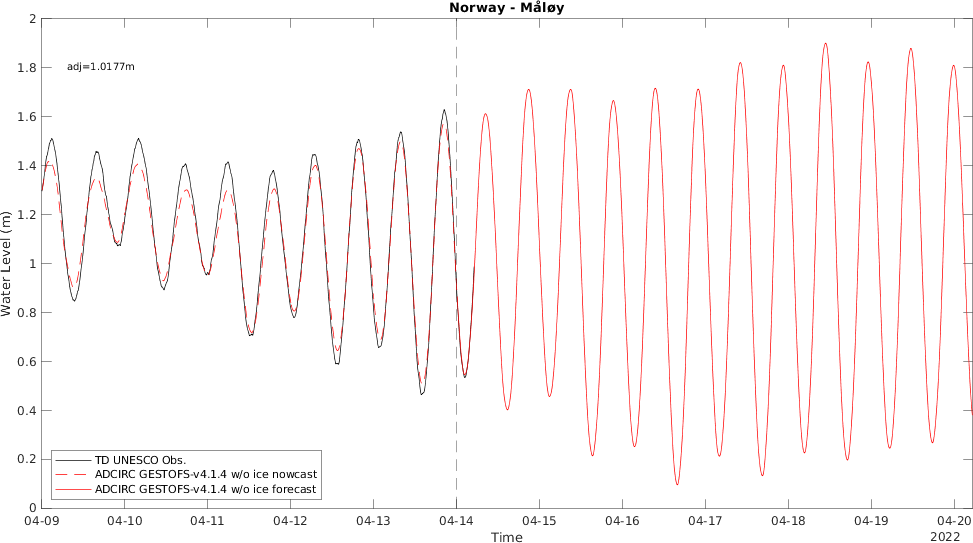 Norway - Måløy
adj=1.0177m
Water Level (m)
2
1.8
1.6
1.4
1.2
1
0.8
0.6
0.4
0.2
0
TD UNESCO Obs.
ADCIRC GESTOFS-v4.1.4 w/o ice nowcast
ADCIRC GESTOFS-v4.1.4 w/o ice forecast
04-09 04-10 04-11 04-12 04-13 04-14 04-15 04-16 04-17 04-18 04-19 04-20
Time
2022